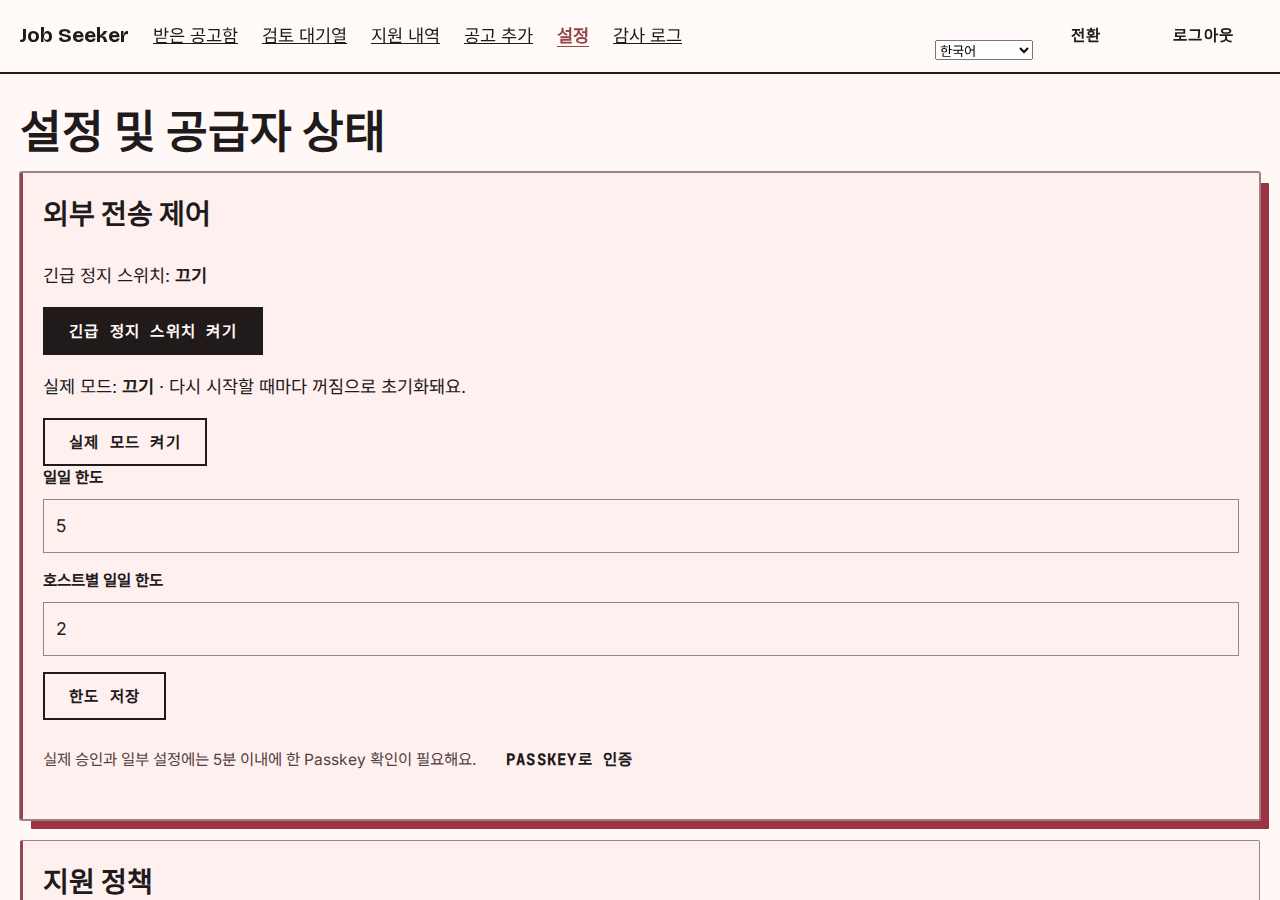 Job Seeker 받은 공고함 검토 대기열 지원 내역 공고 추가 설정 감사 로그 한국어 전환 로그아웃
설정 및 공급자 상태
외부 전송 제어
긴급 정지 스위치: 끄기
긴급 정지 스위치 켜기
실제 모드: 끄기 · 다시 시작할 때마다 꺼짐으로 초기화돼요.
실제 모드 켜기
일일 한도
5
호스트별 일일 한도
2
한도 저장
실제 승인과 일부 설정에는 5분 이내에 한 Passkey 확인이 필요해요. PASSKEY로 인증
지원 정책